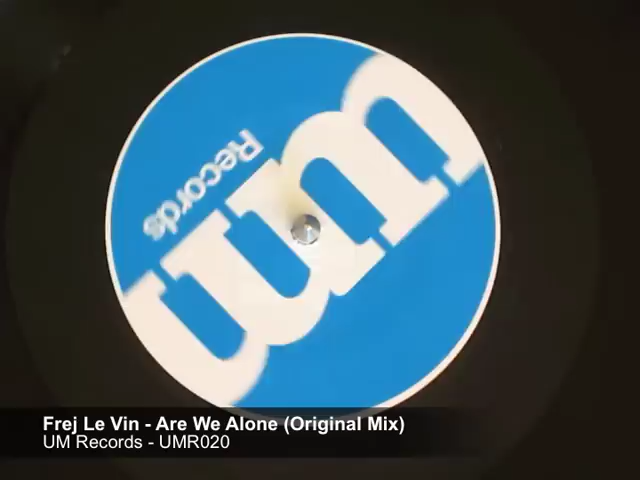 um
Records
Frej Le Vin - Are We Alone (Original Mix)
UM Records - UMR020